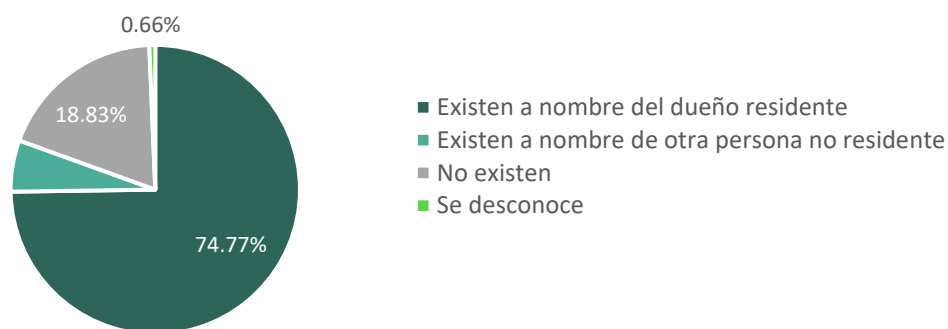 0.66%
18.83%
74.77%
Existen a nombre del dueño residente
Existen a nombre de otra persona no residente
No existen
Se desconoce